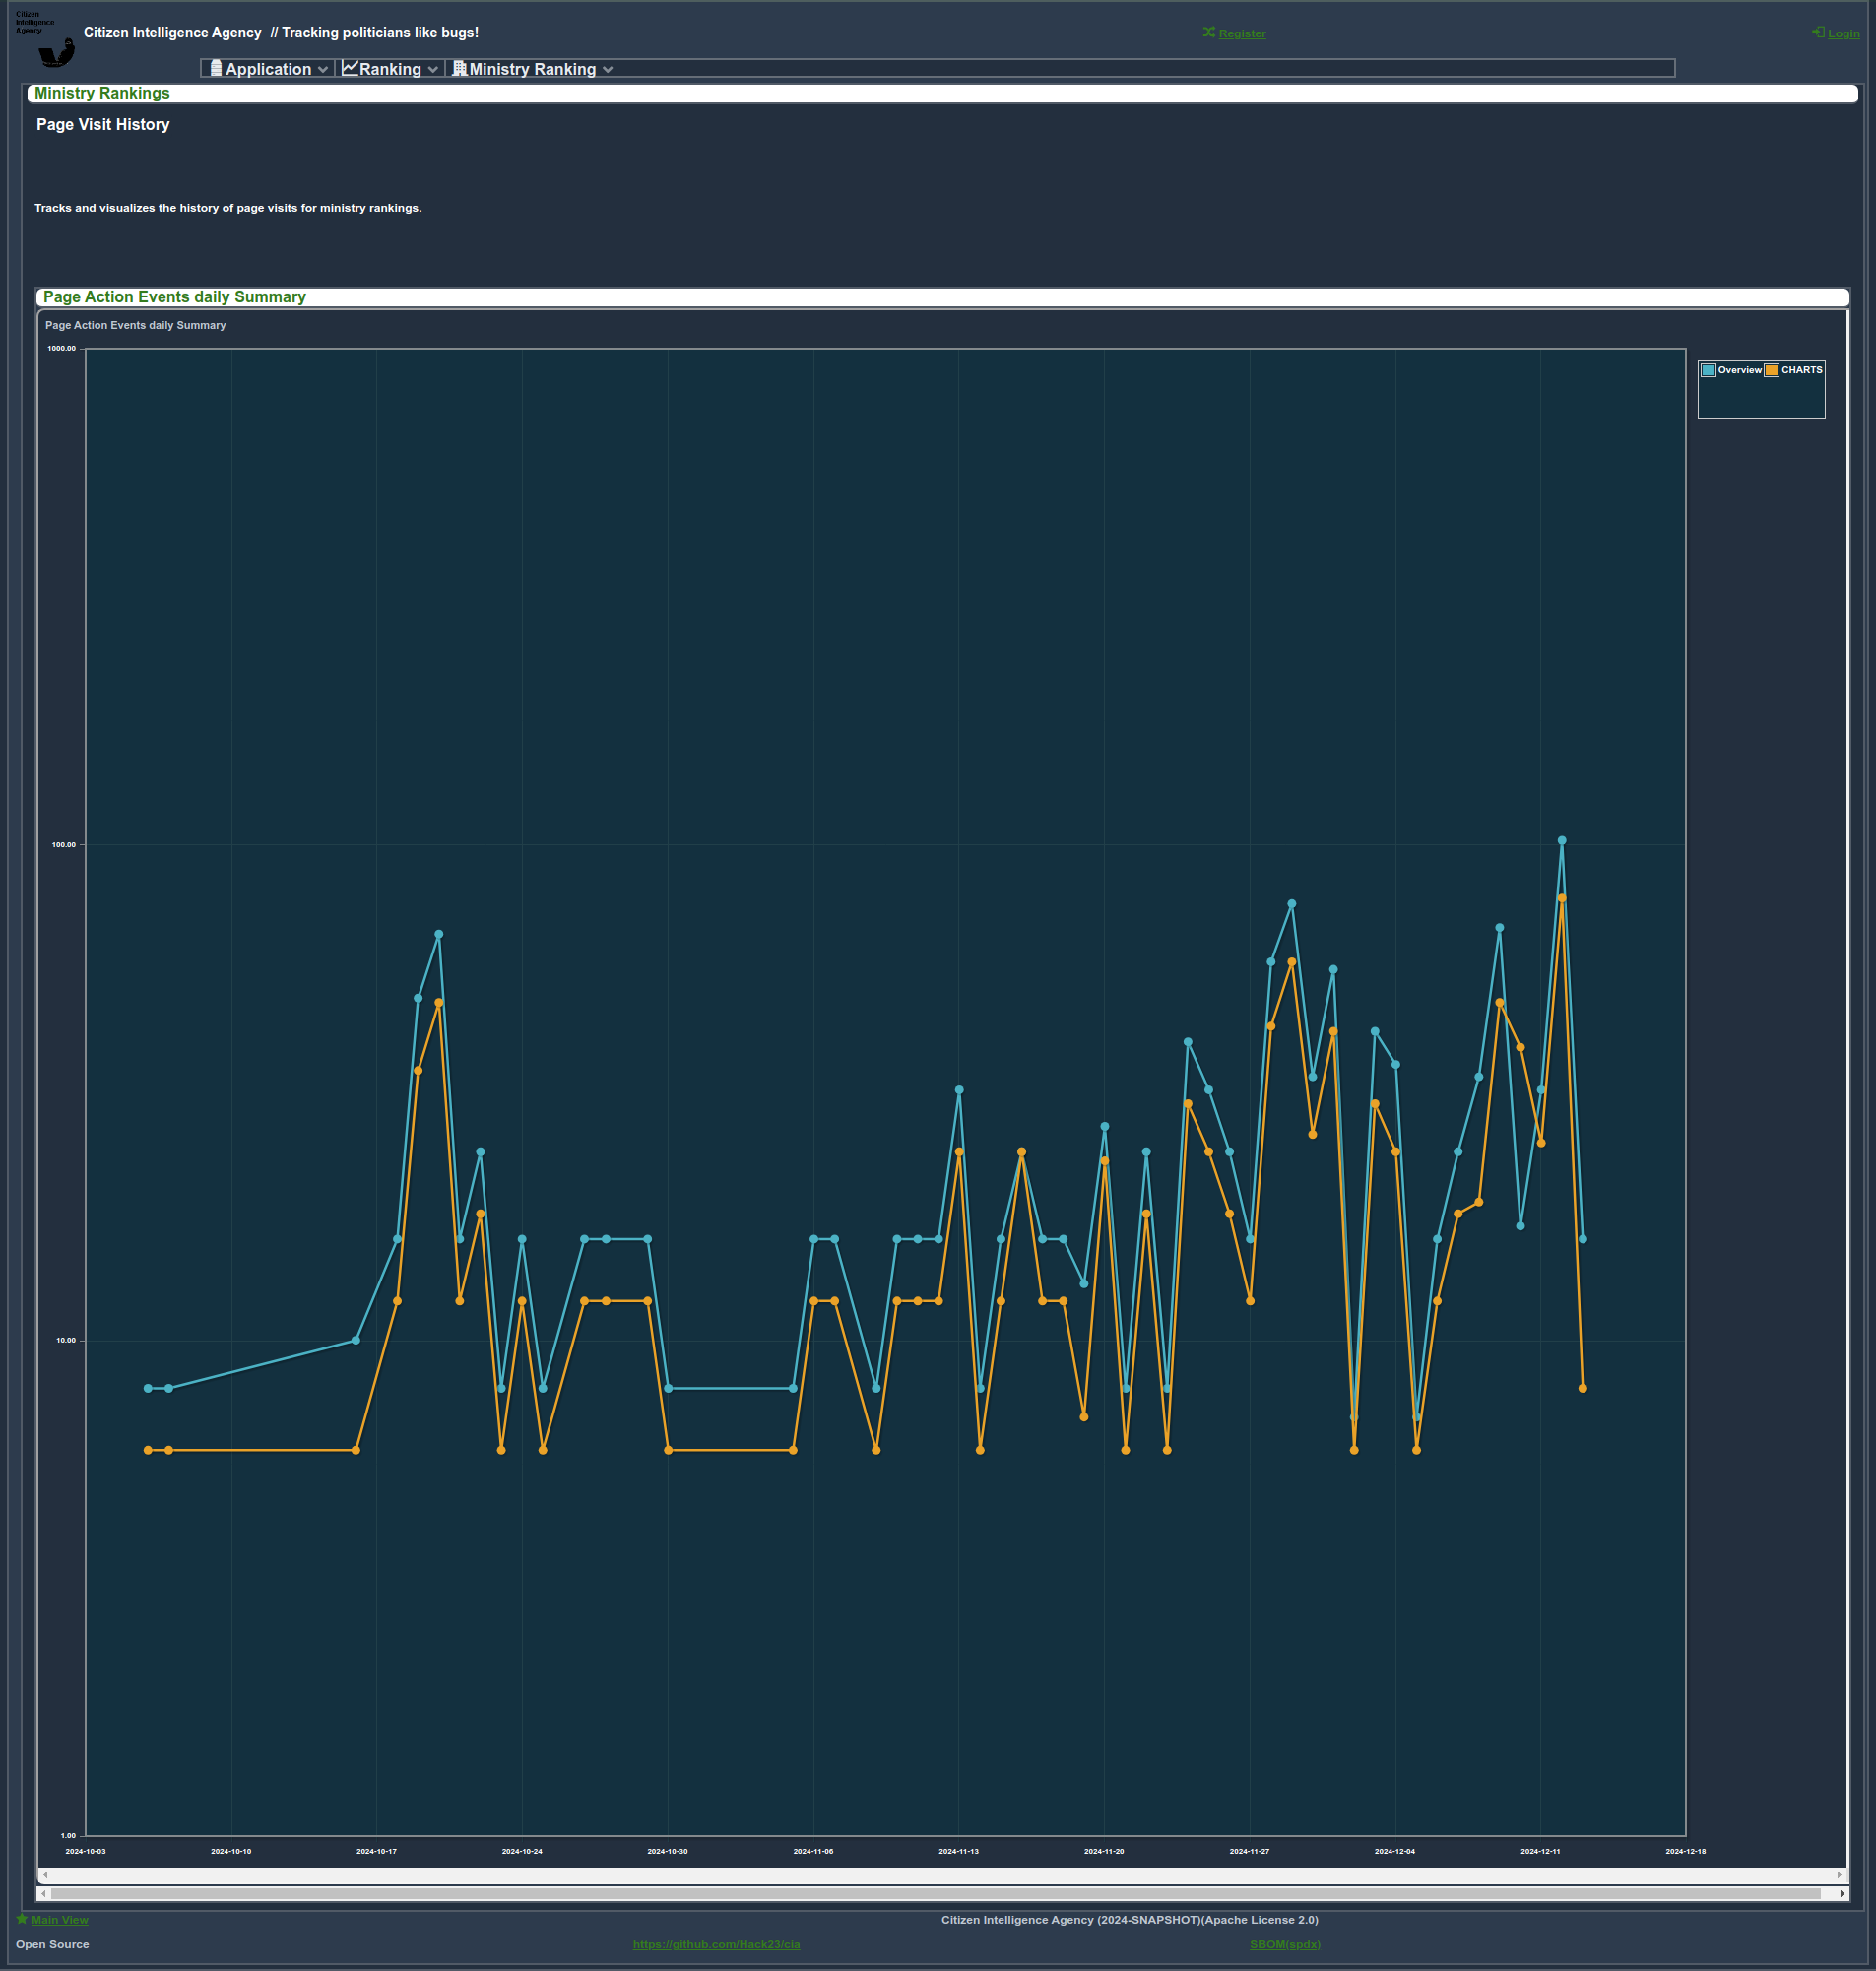 Citizen
Intelligence
Agency
Citizen Intelligence Agency // Tracking politicians like bugs!
Register
Login
Application
Ranking
Ministry Ranking
Ministry Rankings
Page Visit History
Tracks and visualizes the history of page visits for ministry rankings.
Page Action Events daily Summary
Page Action Events daily Summary
1000.00
100.00
10.00
1.00
Overview CHARTS
2024-10-03 2024-10-10 2024-10-17 2024-10-24 2024-10-30 2024-11-06 2024-11-13 2024-11-20 2024-11-27 2024-12-04 2024-12-11 2024-12-18
Main View
Citizen Intelligence Agency (2024-SNAPSHOT)(Apache License 2.0)
Open Source
https://github.com/Hack23/cia
SBOM(spdx)